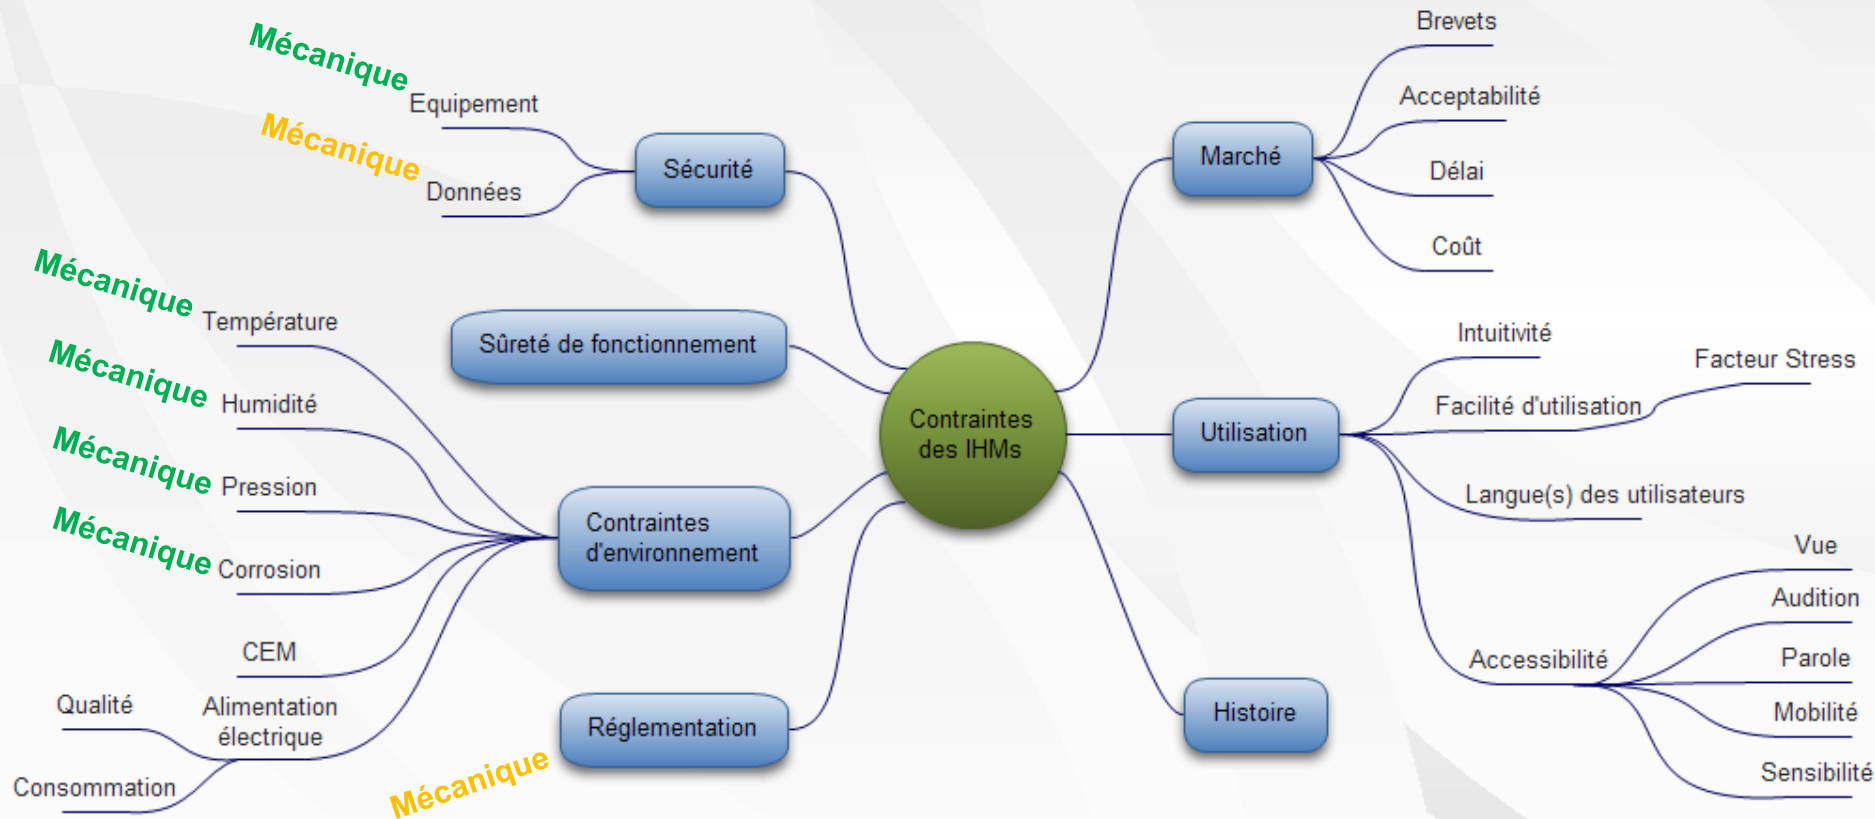 Mécanique
Equipement
Mécanique
Données
Sécurité
Mécanique
Température
Mécanique
Humidité
Mécanique
Pression
Mécanique
Corrosion
CEM
Qualité
Alimentation
électrique
Consommation
Sûreté de fonctionnement
Contraintes
d'environnement
Réglementation
Mécanique
Contraintes
des IHMs
Marché
Brevets
Acceptabilité
Délai
Coût
Utilisation
Intuitivité
Facilité d'utilisation
Facteur Stress
Langue(s) des utilisateurs
Accessibilité
Vue
Audition
Parole
Mobilité
Sensibilité
Histoire